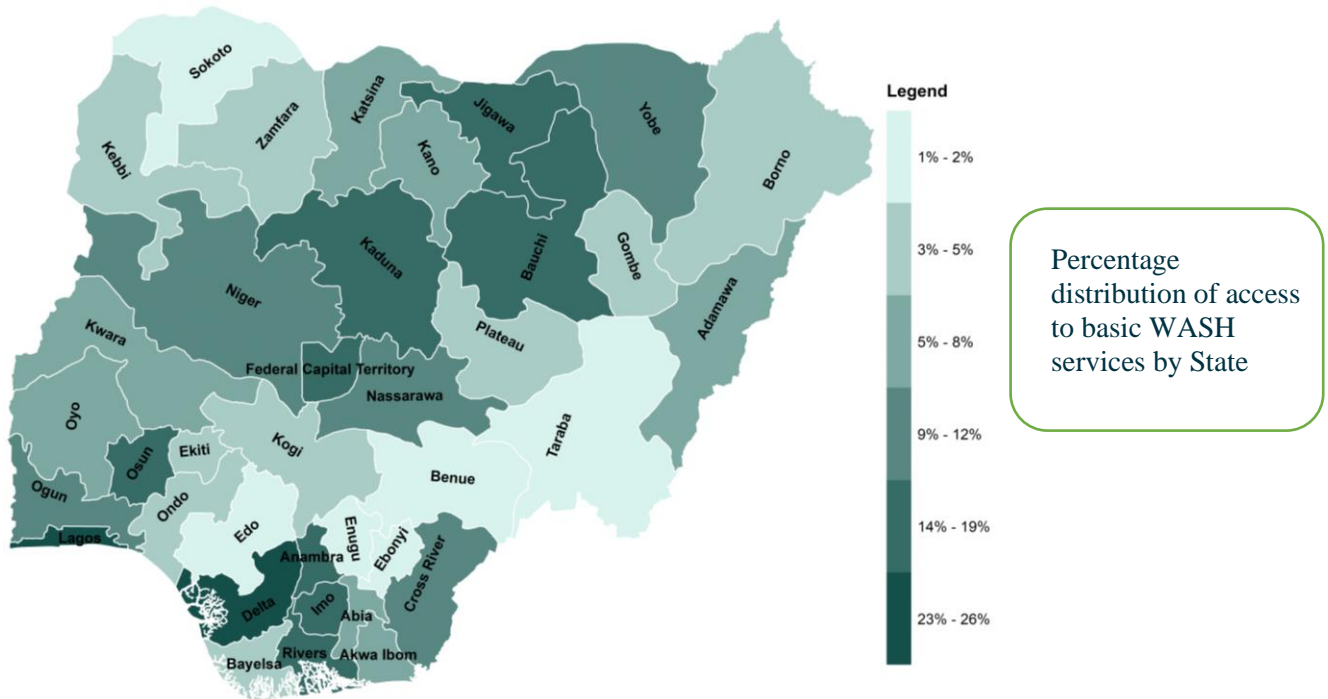 Sokoto
Katsina
Jigawa
Yobe
Zamfara
Kebbi
Kano
Borno
Kaduna
Bauchi
Gombe
Niger
Adamawa
Kwara
Plateau
Federal Capital Territory
Nassarawa
Oyo
Taraba
Osun
Ekiti
Kogi
Benue
Ogun
Ondo
Lagos
Edo
Enugu
Ebonyi
Anambra
Cross River
Delta
Imo
Abia
Bayelsa
Rivers
Akwa Ibom
Legend
1% - 2%
3% - 5%
5% - 8%
9% - 12%
14% - 19%
23% - 26%
Percentage
distribution of access
to basic WASH
services by State